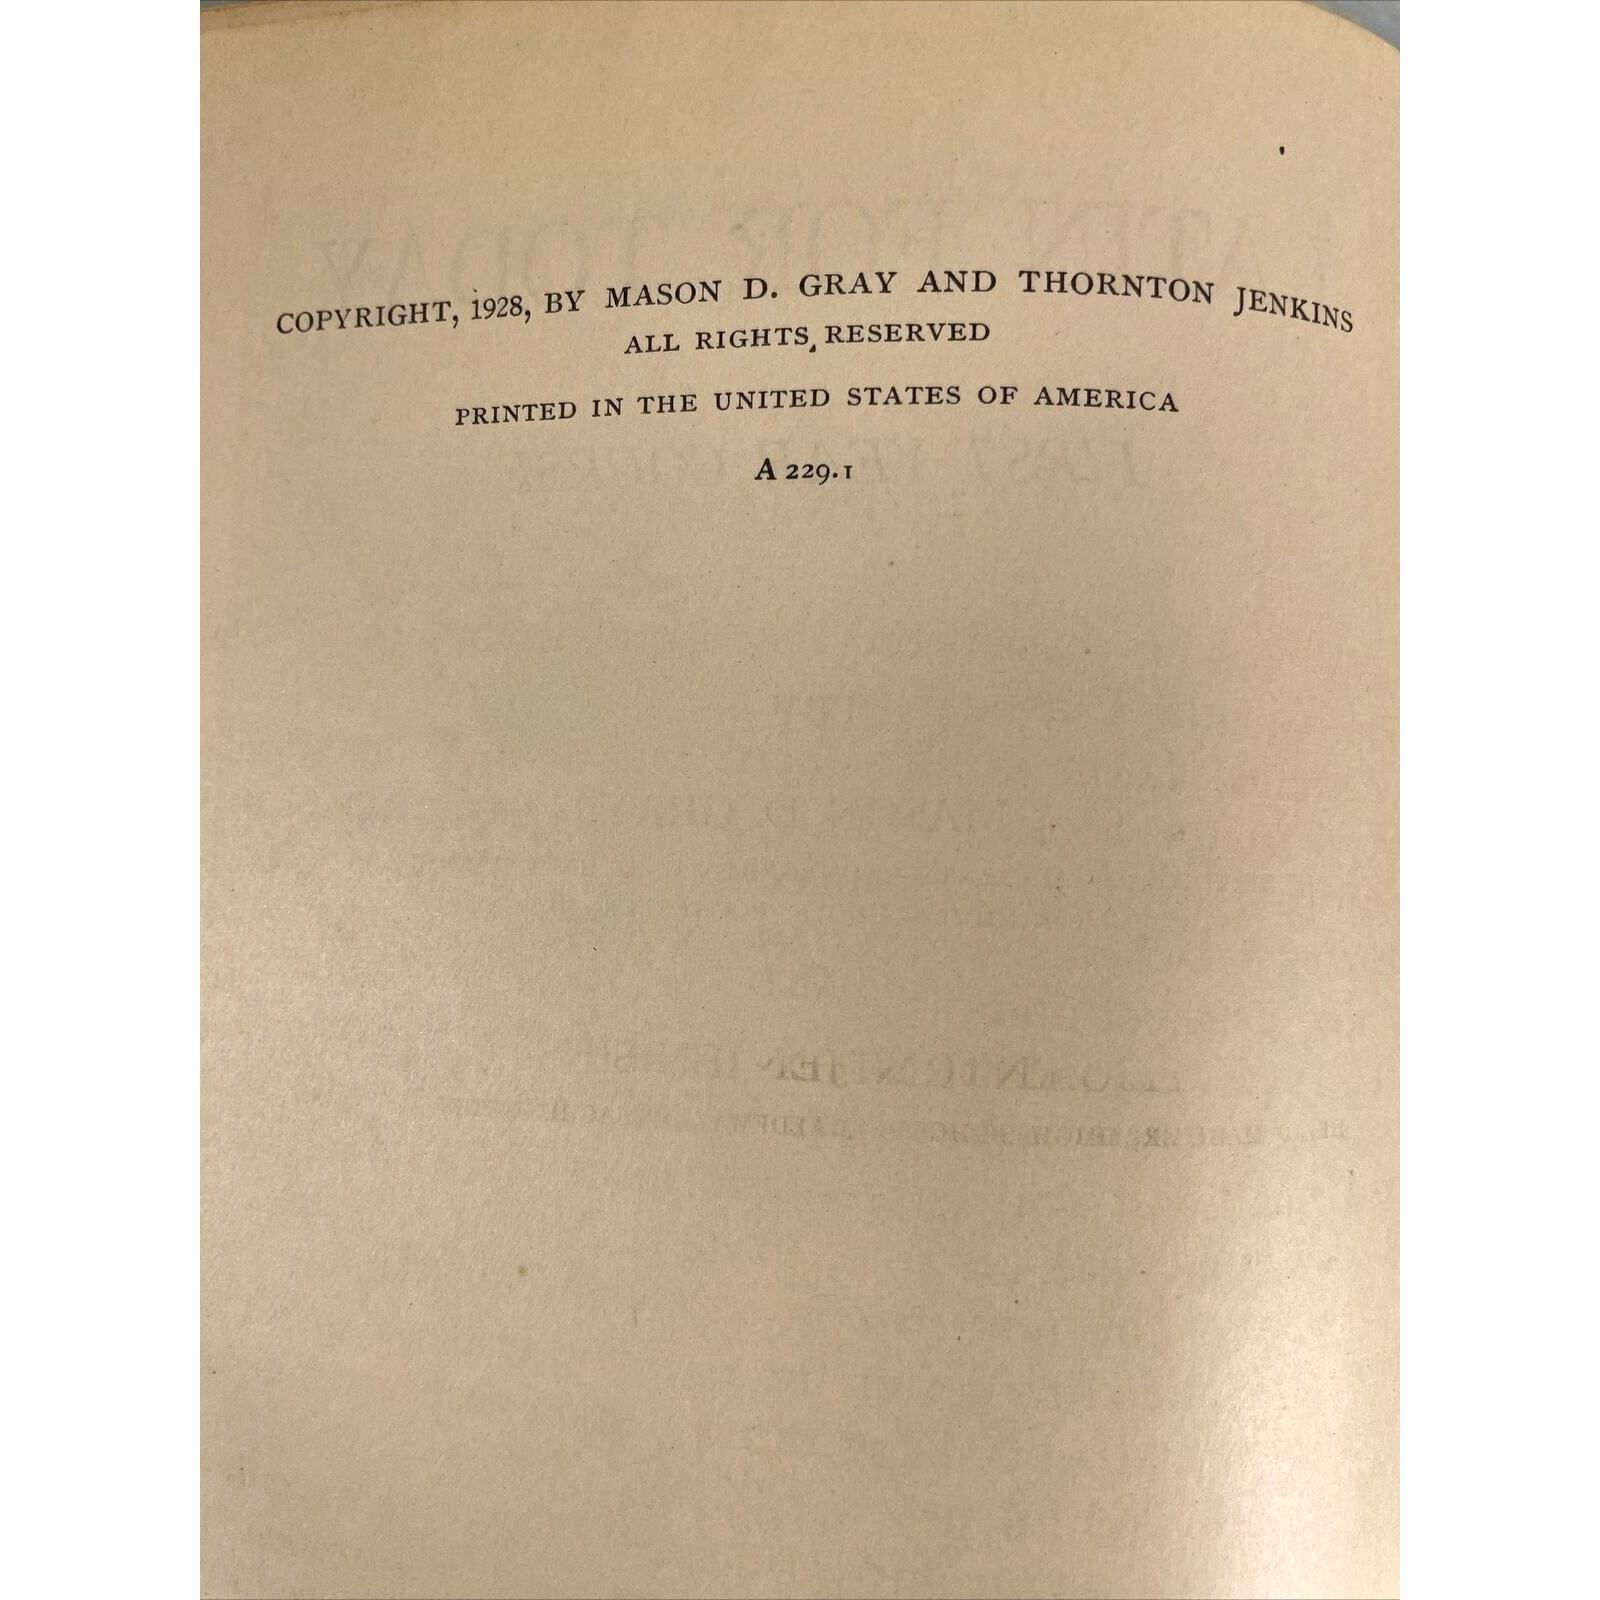 COPYRIGHT, 1928, BY MASON D. GRAY AND THORNTON JENKINS
ALL RIGHTS RESERVED
PRINTED IN THE UNITED STATES OF AMERICA
A 229.1